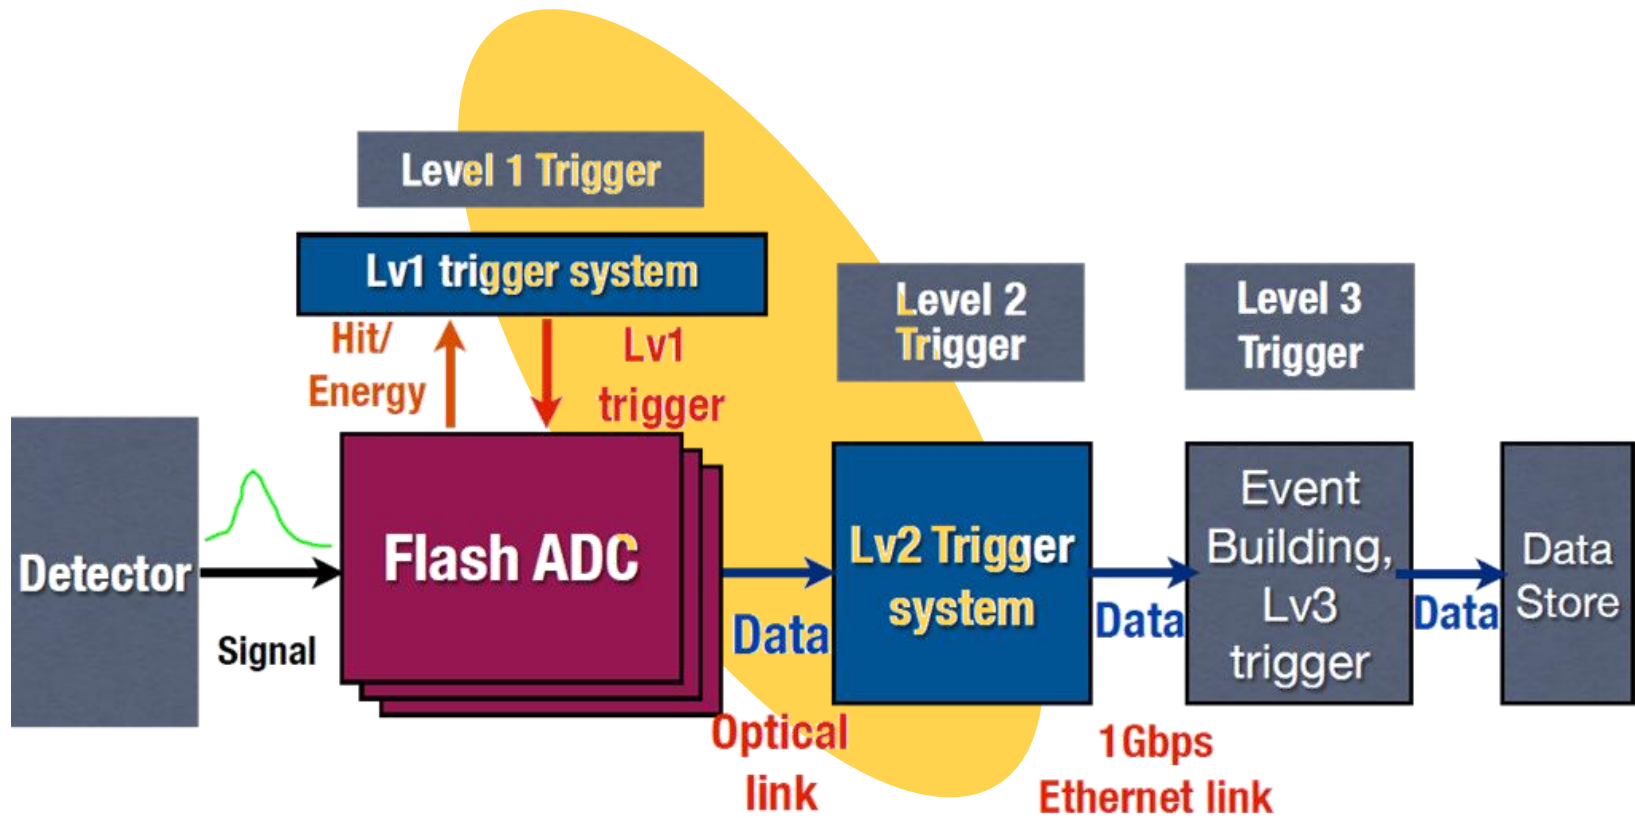 Level 1 Trigger
Lv1 trigger system
Hit/
Energy
Lv1
trigger
Level 2
Trigger
Level 3
Trigger
Detector
Signal
Flash ADC
Data
Optical
link
Lv2 Trigger
system
Data
1Gbps
Ethernet link
Event
Building,
Lv3
trigger
Data
Data
Store